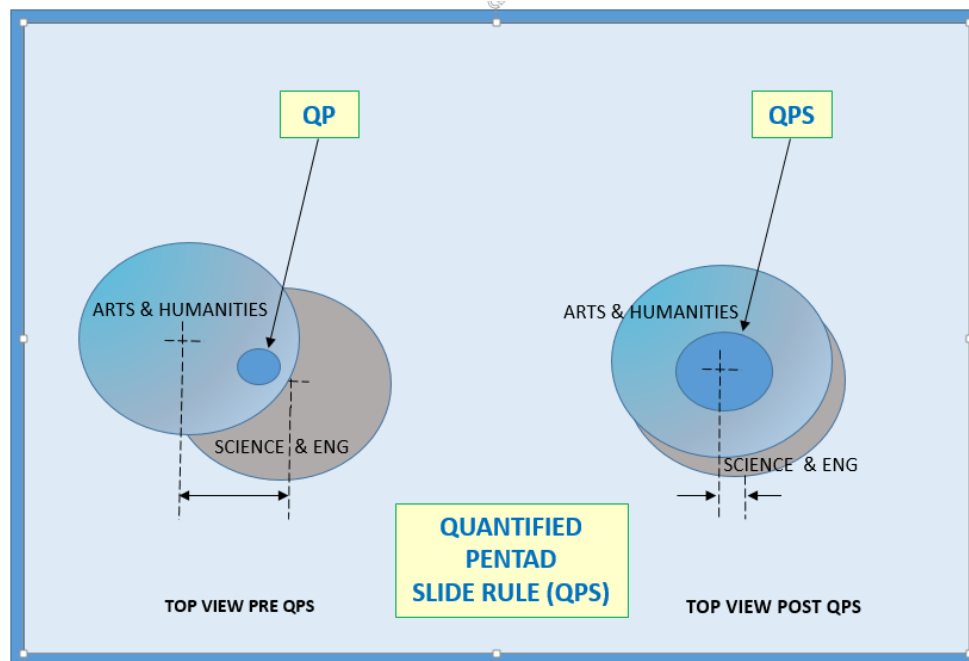 QP
QPS
ARTS & HUMANITIES
ARTS & HUMANITIES
SCIENCE & ENG
SCIENCE & ENG
QUANTIFIED
PENTAD
SLIDE RULE (QPS)
TOP VIEW PRE QPS
TOP VIEW POST QPS